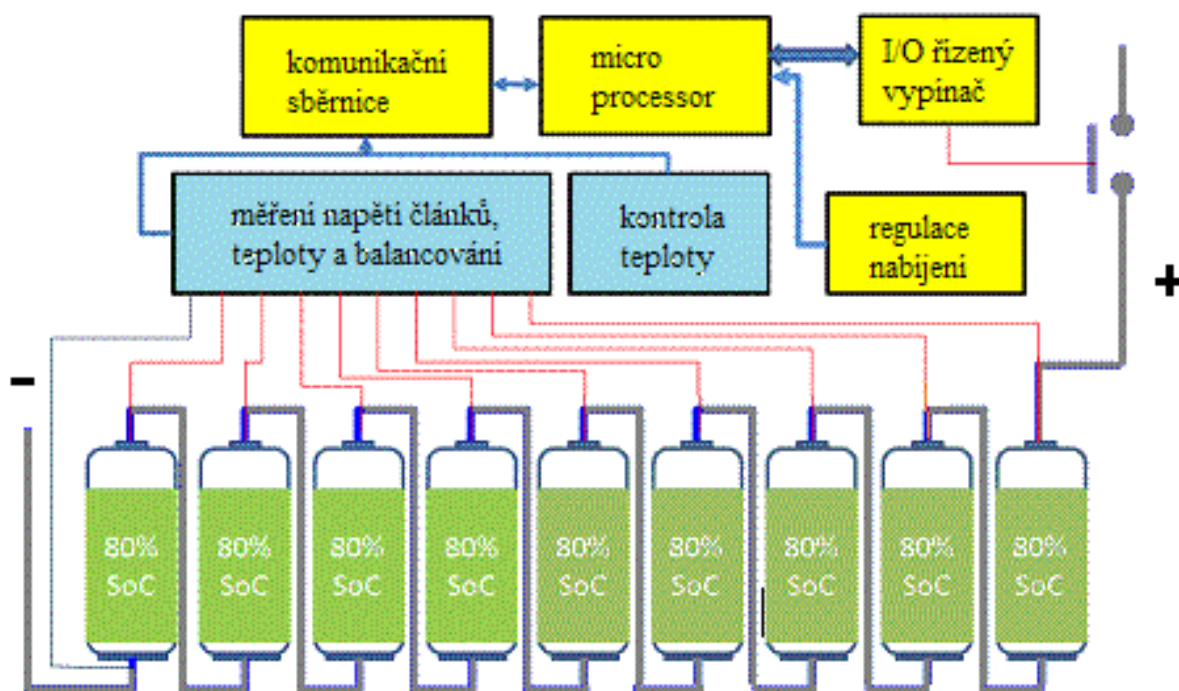 komunikační
sběrnice
micro
processor
I/O řízený
vypínač
měření napětí článků,
teploty a balancování
kontrola
teploty
regulace
nabíjení
+
-
80%
SoC
80%
SoC
80%
SoC
80%
SoC
80%
SoC
80%
SoC
80%
SoC
80%
SoC
80%
SoC